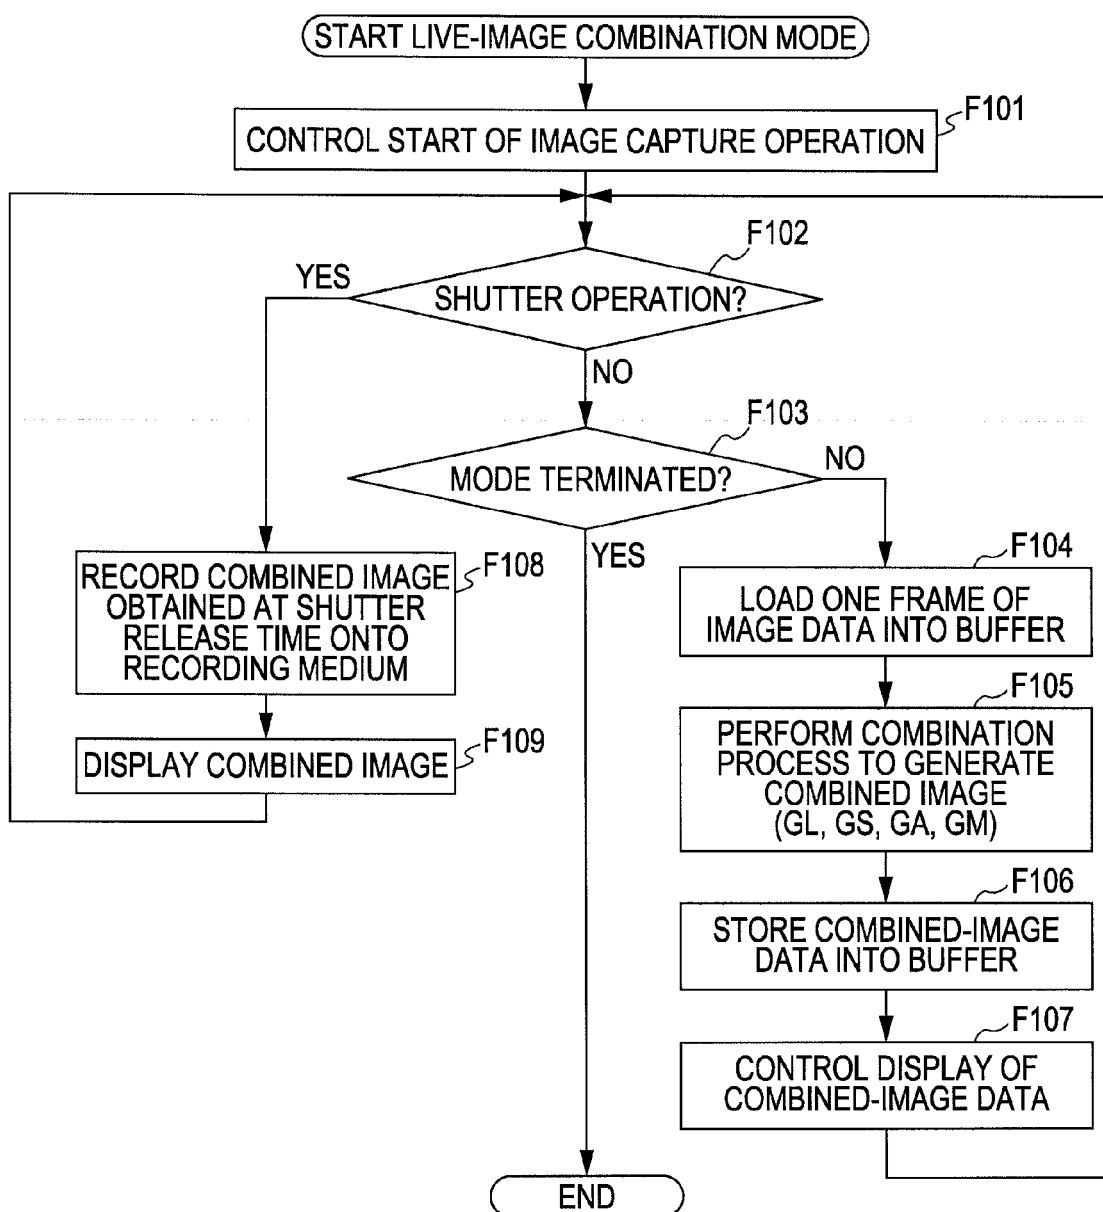 START LIVE-IMAGE COMBINATION MODE
F101
CONTROL START OF IMAGE CAPTURE OPERATION
F102
YES
SHUTTER OPERATION?
NO
F103
MODE TERMINATED?
NO
YES
F108
RECORD COMBINED IMAGE
OBTAINED AT SHUTTER
RELEASE TIME ONTO
RECORDING MEDIUM
F109
DISPLAY COMBINED IMAGE
F104
LOAD ONE FRAME OF
IMAGE DATA INTO BUFFER
F105
PERFORM COMBINATION
PROCESS TO GENERATE
COMBINED IMAGE
(GL, GS, GA, GM)
F106
STORE COMBINED-IMAGE
DATA INTO BUFFER
F107
CONTROL DISPLAY OF
COMBINED-IMAGE DATA
END